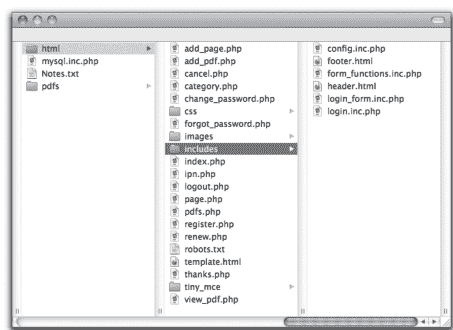 html
mysql.inc.php
Notes.txt
pdfs
add_page.php
add_pdf.php
cancel.php
category.php
change_password.php
css
forgot_password.php
images
includes
index.php
ipn.php
logout.php
page.php
pdfs.php
register.php
renew.php
robots.txt
template.html
thanks.php
tiny_mce
view_pdf.php
config.inc.php
footer.html
form_functions.inc.php
header.html
login_form.inc.php
login.inc.php